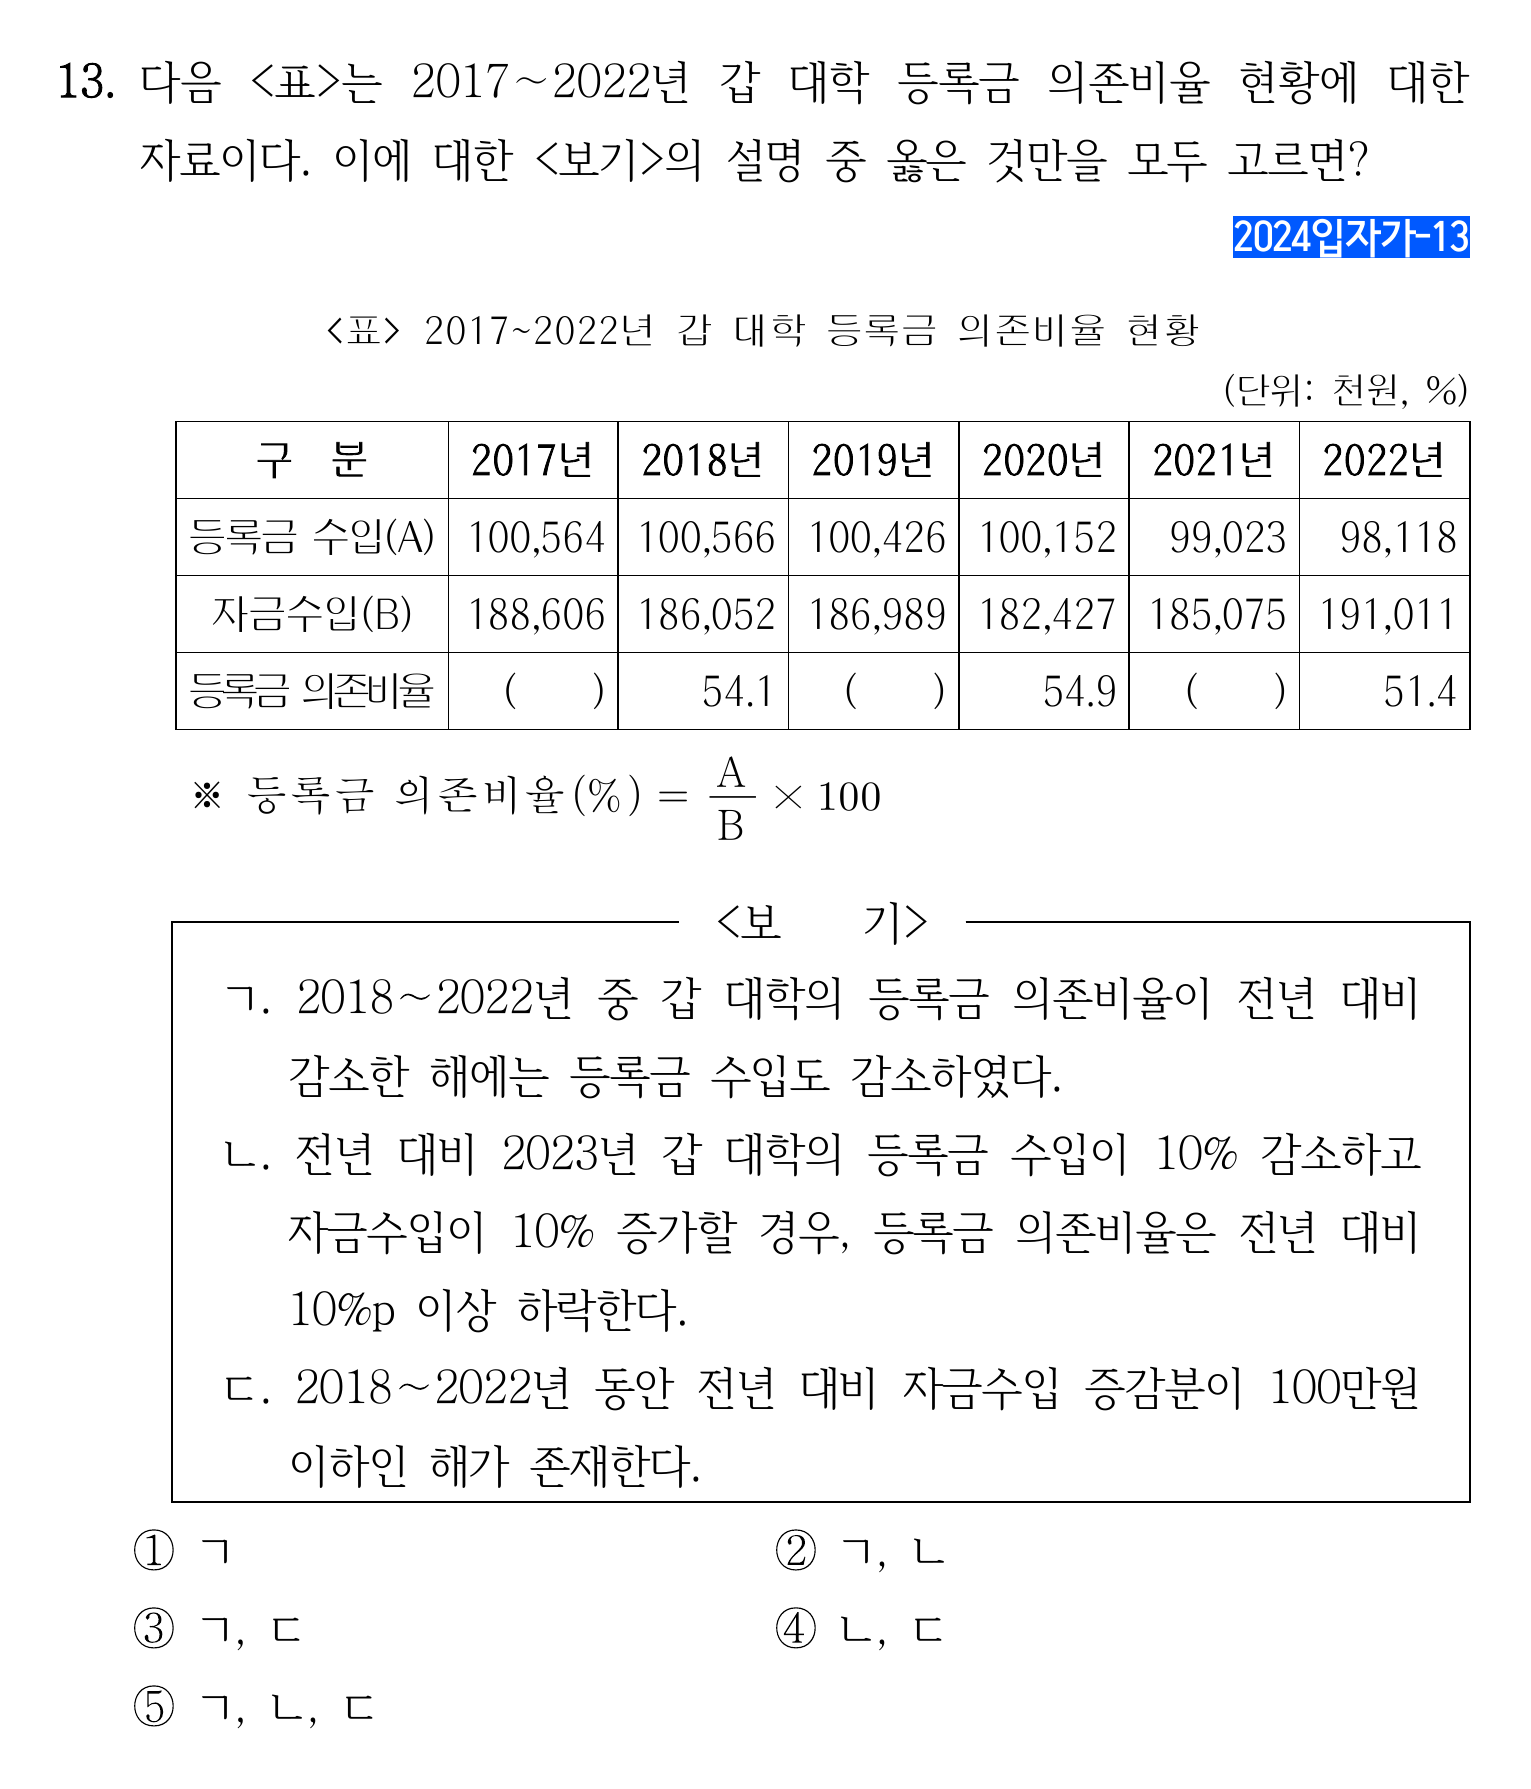 13. 다음 <표>는 2017~2022년 갑 대학 등록금 의존비율 현황에 대한
자료이다. 이에 대한 <보기>의 설명 중 옳은 것만을 모두 고르면?
2024입자가-13
<표> 2017~2022년 갑 대학 등록금 의존비율 현황
(단위: 천원, %)
구 분 2017년 2018년 2019년 2020년 2021년 2022년
등록금 수입(A) 100,564 100,566 100,426 100,152 99,023 98,118
자금수입(B) 188,606 186,052 186,989 182,427 185,075 191,011
등록금 의존비율 ( ) 54.1 ( ) 54.9 ( ) 51.4
※ 등록금 의존비율(%) = A/B × 100
<보 기>
ㄱ. 2018~2022년 중 갑 대학의 등록금 의존비율이 전년 대비
감소한 해에는 등록금 수입도 감소하였다.
ㄴ. 전년 대비 2023년 갑 대학의 등록금 수입이 10% 감소하고
자금수입이 10% 증가할 경우, 등록금 의존비율은 전년 대비
10%p 이상 하락한다.
ㄷ. 2018~2022년 동안 전년 대비 자금수입 증감분이 100만원
이하인 해가 존재한다.
① ㄱ ② ㄱ, ㄴ
③ ㄱ, ㄷ ④ ㄴ, ㄷ
⑤ ㄱ, ㄴ, ㄷ